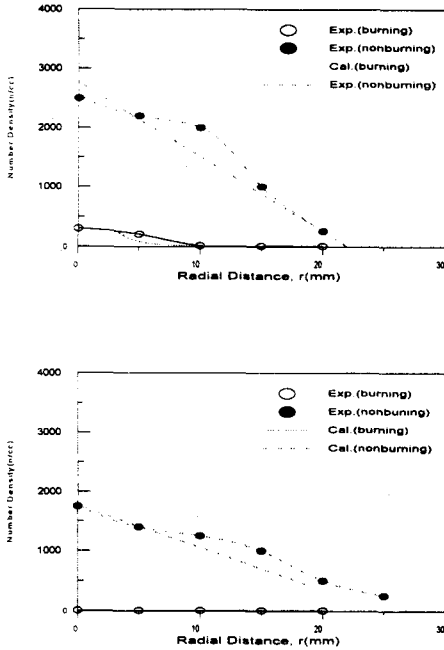 4000
3000
2000
1000
0
Number Density(n/cc)
Exp.(burning)
Exp.(nonburning)
Cal.(burning)
Exp.(nonburning)
0
10
20
30
Radial Distance, r(mm)
4000
3000
2000
1000
0
Number Density(n/cc)
Exp.(burning)
Exp.(nonbuning)
Cal.(burning)
Cal.(nonburning)
0
10
20
30
Radial Distance, r(mm)